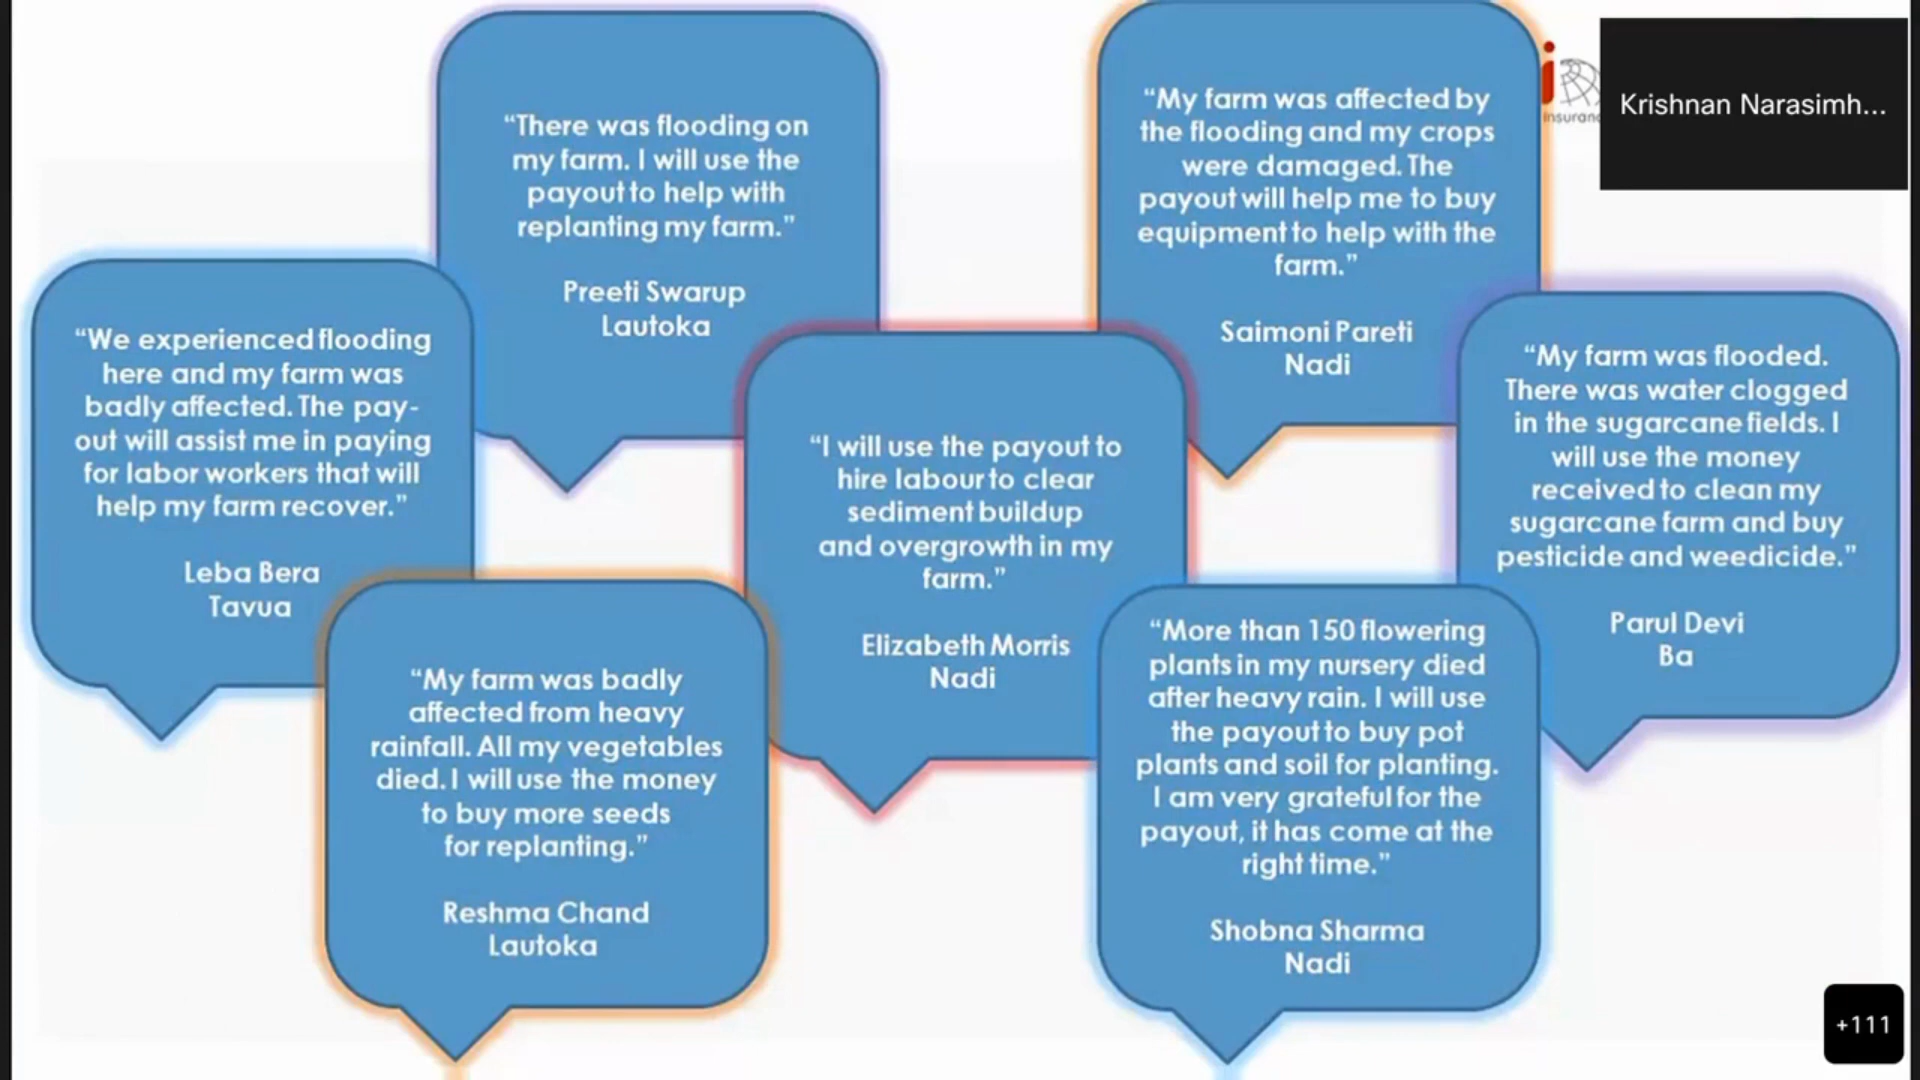 “There was flooding on
my farm. I will use the
payout to help with
replanting my farm.”
Preeti Swarup
Lautoka
“My farm was affected by
the flooding and my crops
were damaged. The
payout will help me to buy
equipment to help with the
farm.”
Saimoni Pareti
Nadi
Krishnan Narasimh...
“We experienced flooding
here and my farm was
badly affected. The pay-
out will assist me in paying
for labor workers that will
help my farm recover.”
Leba Bera
Tavua
“I will use the payout to
hire labour to clear
sediment buildup
and overgrowth in my
farm.”
Elizabeth Morris
Nadi
“My farm was flooded.
There was water clogged
in the sugarcane fields. I
will use the money
received to clean my
sugarcane farm and buy
pesticide and weedicide.”
Parul Devi
Ba
“My farm was badly
affected from heavy
rainfall. All my vegetables
died. I will use the money
to buy more seeds
for replanting.”
Reshma Chand
Lautoka
“More than 150 flowering
plants in my nursery died
after heavy rain. I will use
the payout to buy pot
plants and soil for planting.
I am very grateful for the
payout, it has come at the
right time.”
Shobna Sharma
Nadi
+111